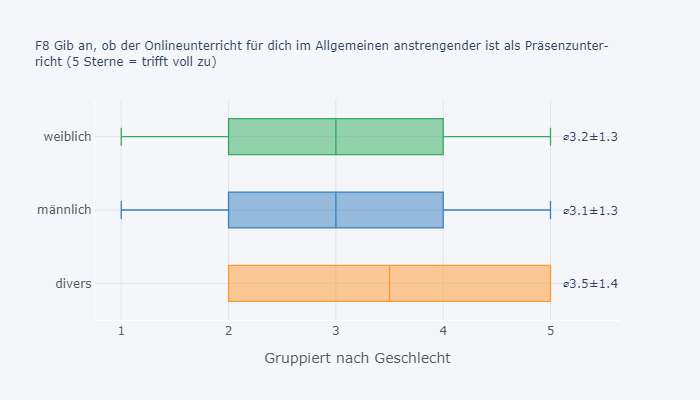 F8 Gib an, ob der Onlineunterricht für dich im Allgemeinen anstrengender ist als Präsenzunter-
richt (5 Sterne = trifft voll zu)
weiblich
⌀3.2±1.3
männlich
⌀3.1±1.3
divers
⌀3.5±1.4
1 2 3 4 5
Gruppiert nach Geschlecht